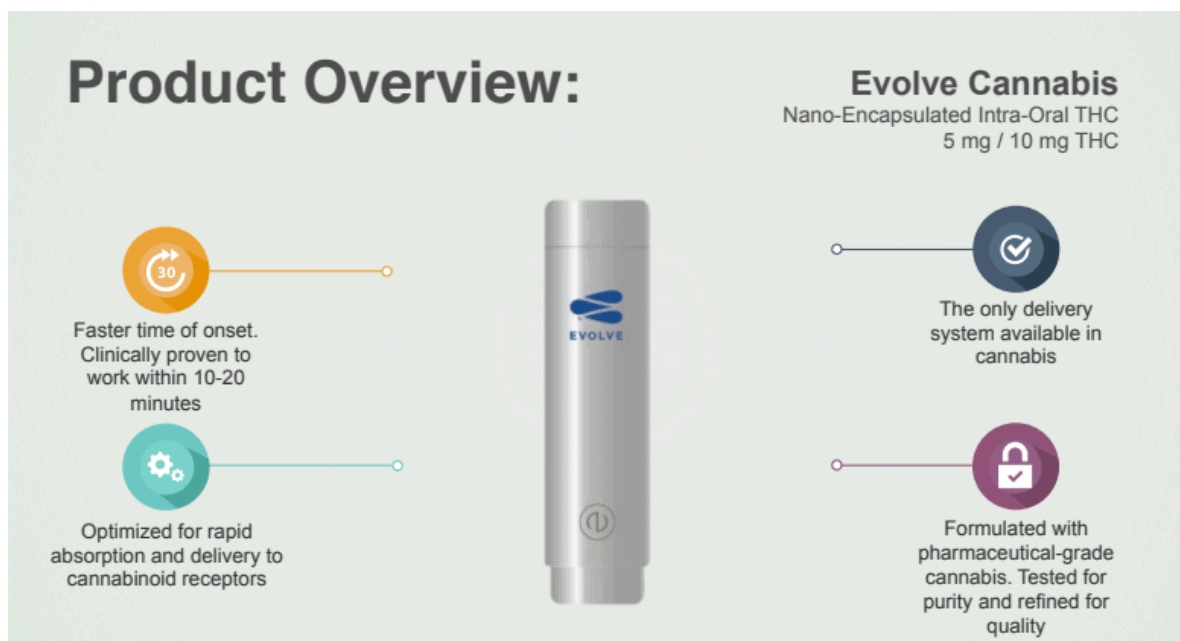 Product Overview:
Evolve Cannabis
Nano-Encapsulated Intra-Oral THC
5 mg / 10 mg THC
30
Faster time of onset.
Clinically proven to
work within 10-20
minutes
Optimized for rapid
absorption and delivery to
cannabinoid receptors
EVOLVE
The only delivery
system available in
cannabis
Formulated with
pharmaceutical-grade
cannabis. Tested for
purity and refined for
quality